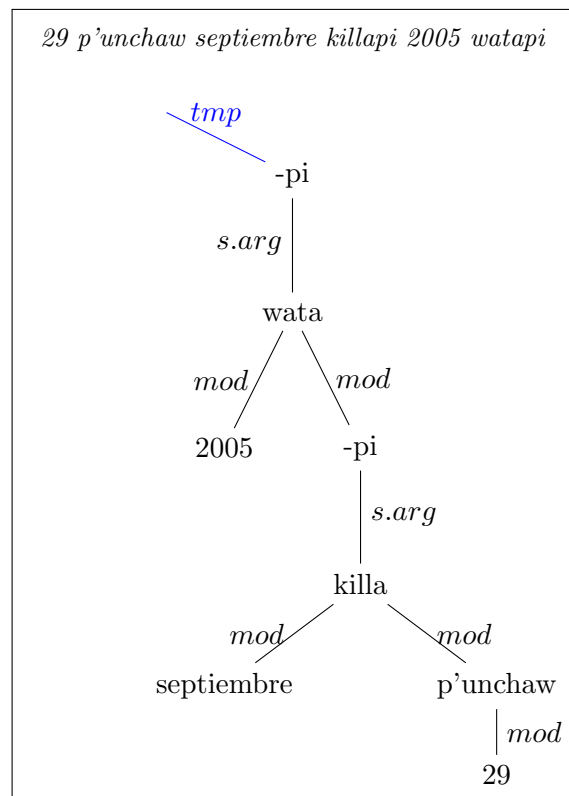 29 p'unchaw septiembre killapi 2005 watapi
tmp
-pi
s.arg
wata
mod mod
2005 -pi
s.arg
killa
mod mod
septiembre p'unchaw
mod
29